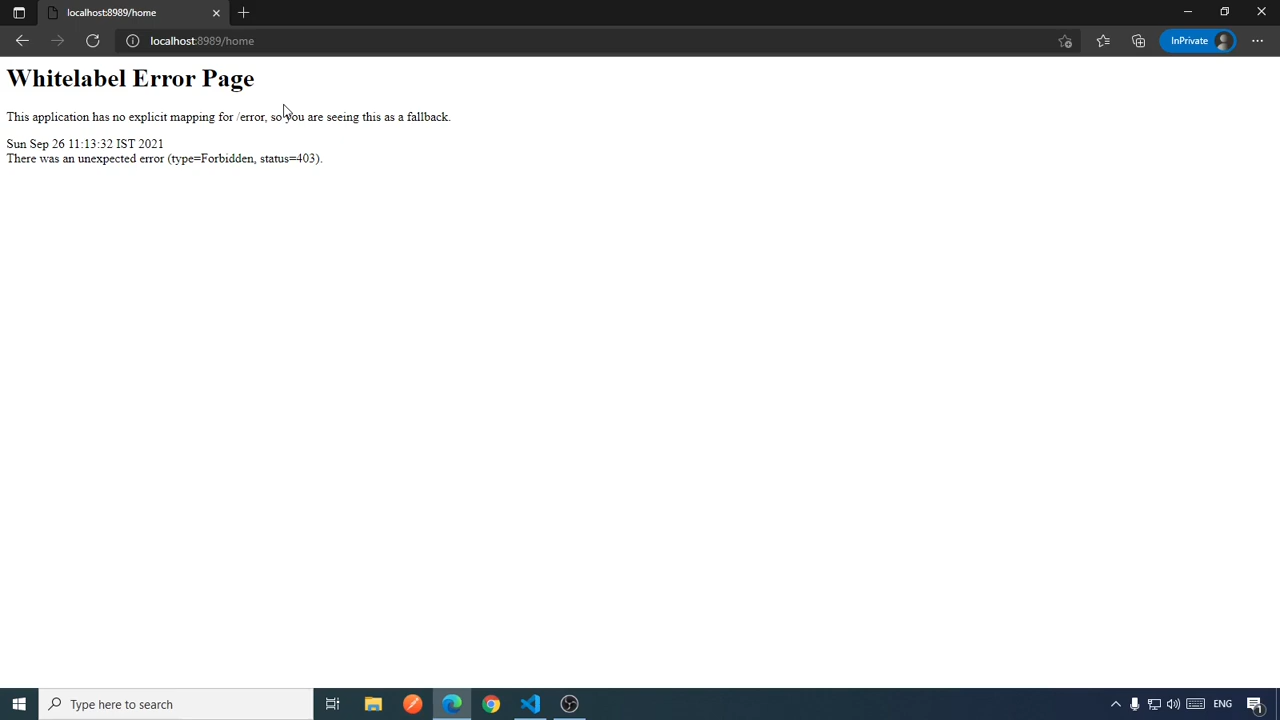 localhost:8989/home
localhost:8989/home
InPrivate
Whitelabel Error Page
This application has no explicit mapping for /error, so you are seeing this as a fallback.
Sun Sep 26 11:13:32 IST 2021
There was an unexpected error (type=Forbidden, status=403).
Type here to search
ENG
1